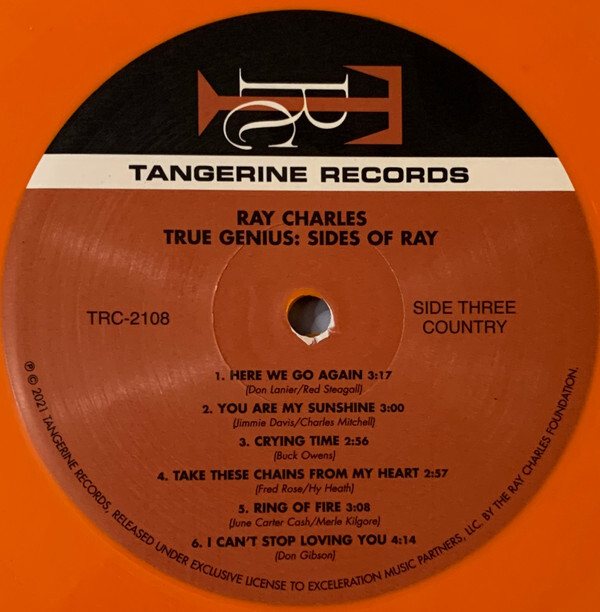 RC
TANGERINE RECORDS
RAY CHARLES
TRUE GENIUS: SIDES OF RAY
TRC-2108
SIDE THREE
COUNTRY
1. HERE WE GO AGAIN 3:17
(Don Lanier/Red Steagall)
2. YOU ARE MY SUNSHINE 3:00
(Jimmie Davis/Charles Mitchell)
3. CRYING TIME 2:56
(Buck Owens)
4. TAKE THESE CHAINS FROM MY HEART 2:57
(Fred Rose/Hy Heath)
5. RING OF FIRE 3:08
(June Carter Cash/Merle Kilgore)
6. I CAN'T STOP LOVING YOU 4:14
(Don Gibson)
℗ © 2021 TANGERINE RECORDS, RELEASED UNDER EXCLUSIVE LICENSE TO EXCELERATION MUSIC PARTNERS, LLC. BY THE RAY CHARLES FOUNDATION.